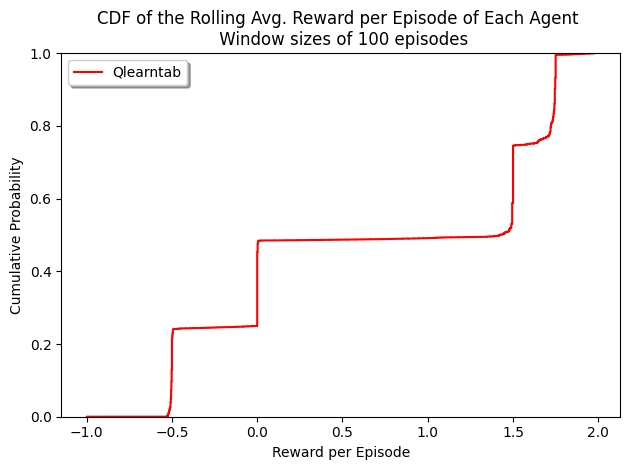 CDF of the Rolling Avg. Reward per Episode of Each Agent
Window sizes of 100 episodes
Qlearntab
Cumulative Probability
1.0
0.8
0.6
0.4
0.2
0.0
−1.0 −0.5 0.0 0.5 1.0 1.5 2.0
Reward per Episode